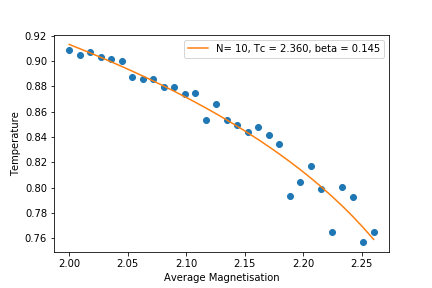 N= 10, Tc = 2.360, beta = 0.145
0.92
0.90
0.88
0.86
0.84
0.82
0.80
0.78
0.76
Temperature
2.00 2.05 2.10 2.15 2.20 2.25
Average Magnetisation